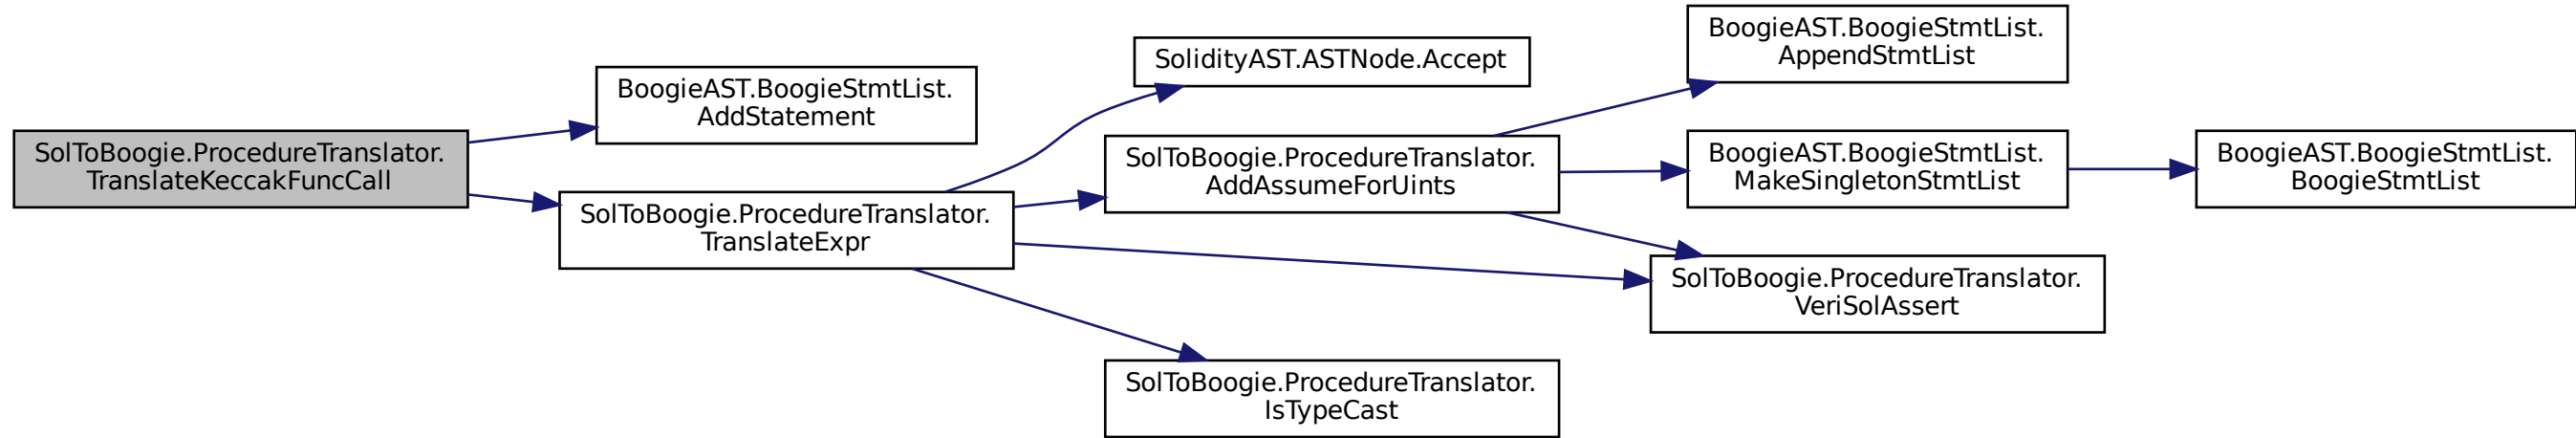 SolToBoogie.ProcedureTranslator.
TranslateKeccakFuncCall
BoogieAST.BoogieStmtList.
AddStatement
SolToBoogie.ProcedureTranslator.
TranslateExpr
SolidityAST.ASTNode.Accept
SolToBoogie.ProcedureTranslator.
AddAssumeForUints
SolToBoogie.ProcedureTranslator.
IsTypeCast
BoogieAST.BoogieStmtList.
AppendStmtList
BoogieAST.BoogieStmtList.
MakeSingletonStmtList
SolToBoogie.ProcedureTranslator.
VeriSolAssert
BoogieAST.BoogieStmtList.
BoogieStmtList